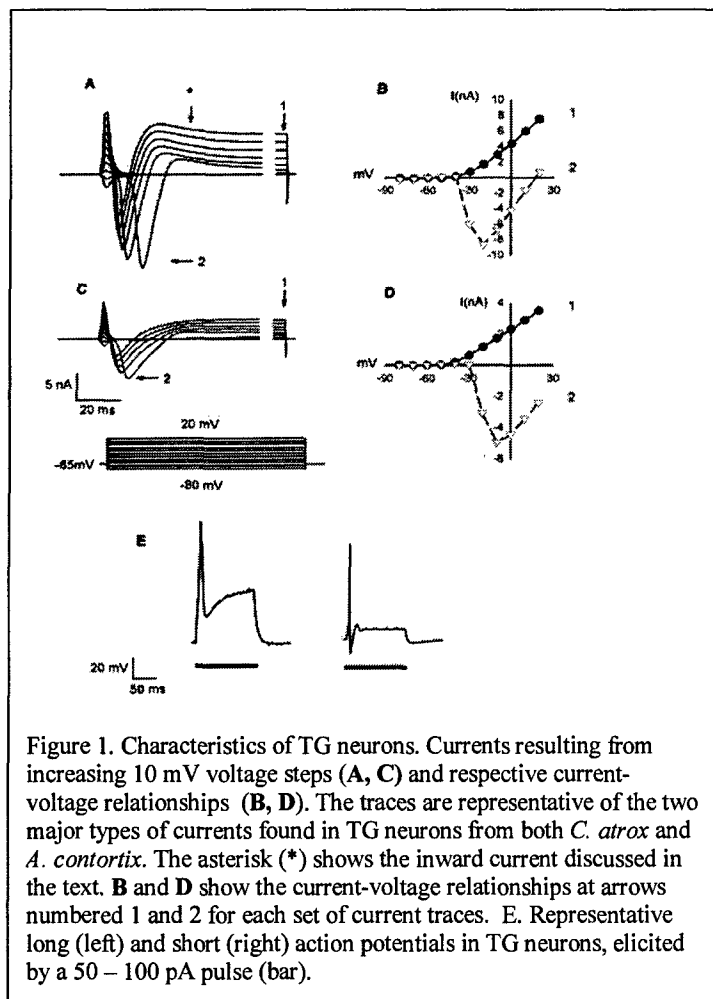 A
*
1
2
B
I(nA)
10
8
6
4
2
1
mV
-90
-60
-30
30
2
-2
-4
-6
-8
-10
C
1
2
5 nA
20 ms
D
I(nA)
4
1
mV
-90
-60
-30
30
2
-2
-4
-6
20 mV
-65mV
-80 mV
E
20 mV
50 ms
Figure 1. Characteristics of TG neurons. Currents resulting from
increasing 10 mV voltage steps (A, C) and respective current-
voltage relationships (B, D). The traces are representative of the two
major types of currents found in TG neurons from both C. atrox and
A. contortix. The asterisk (*) shows the inward current discussed in
the text. B and D show the current-voltage relationships at arrows
numbered 1 and 2 for each set of current traces. E. Representative
long (left) and short (right) action potentials in TG neurons, elicited
by a 50 – 100 pA pulse (bar).